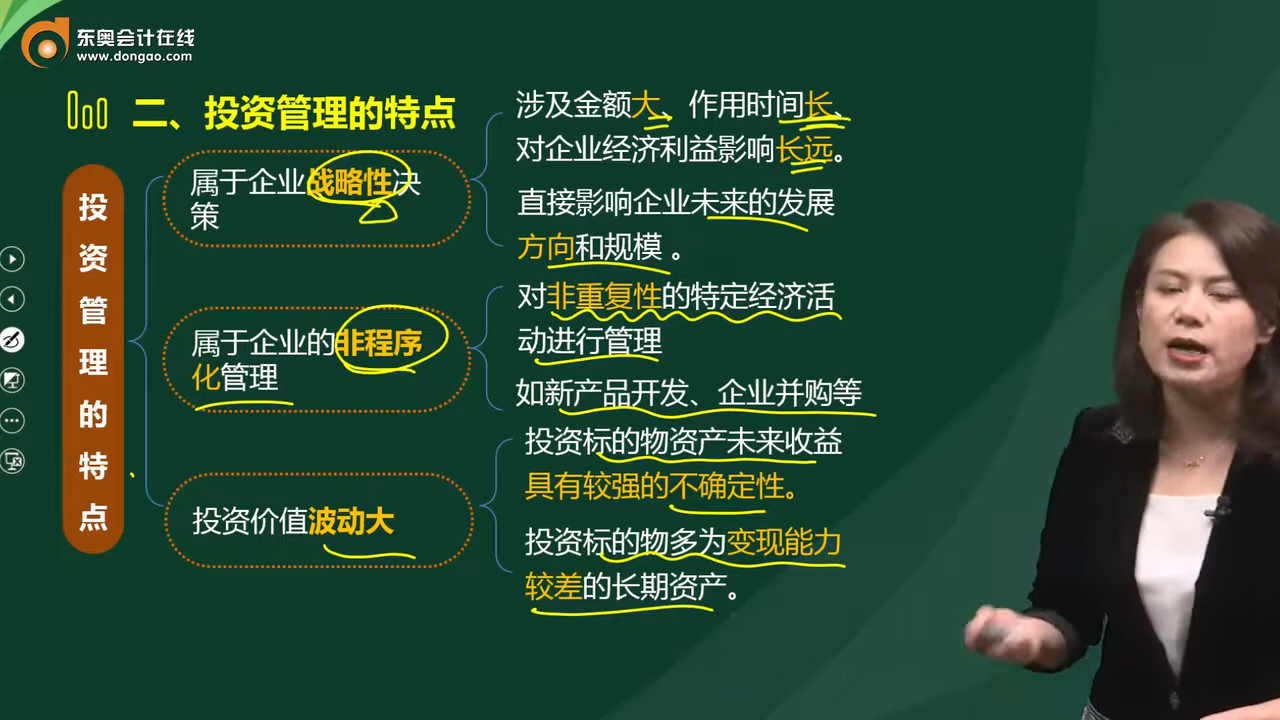 东奥会计在线
www.dongao.com
二、投资管理的特点
投资管理的特点
属于企业战略性决
策
涉及金额大、作用时间长、
对企业经济利益影响长远。
直接影响企业未来的发展
方向和规模。
属于企业的非程序
化管理
对非重复性的特定经济活
动进行管理
如新产品开发、企业并购等
投资价值波动大
投资标的物资产未来收益
具有较强的不确定性。
投资标的物多为变现能力
较差的长期资产。